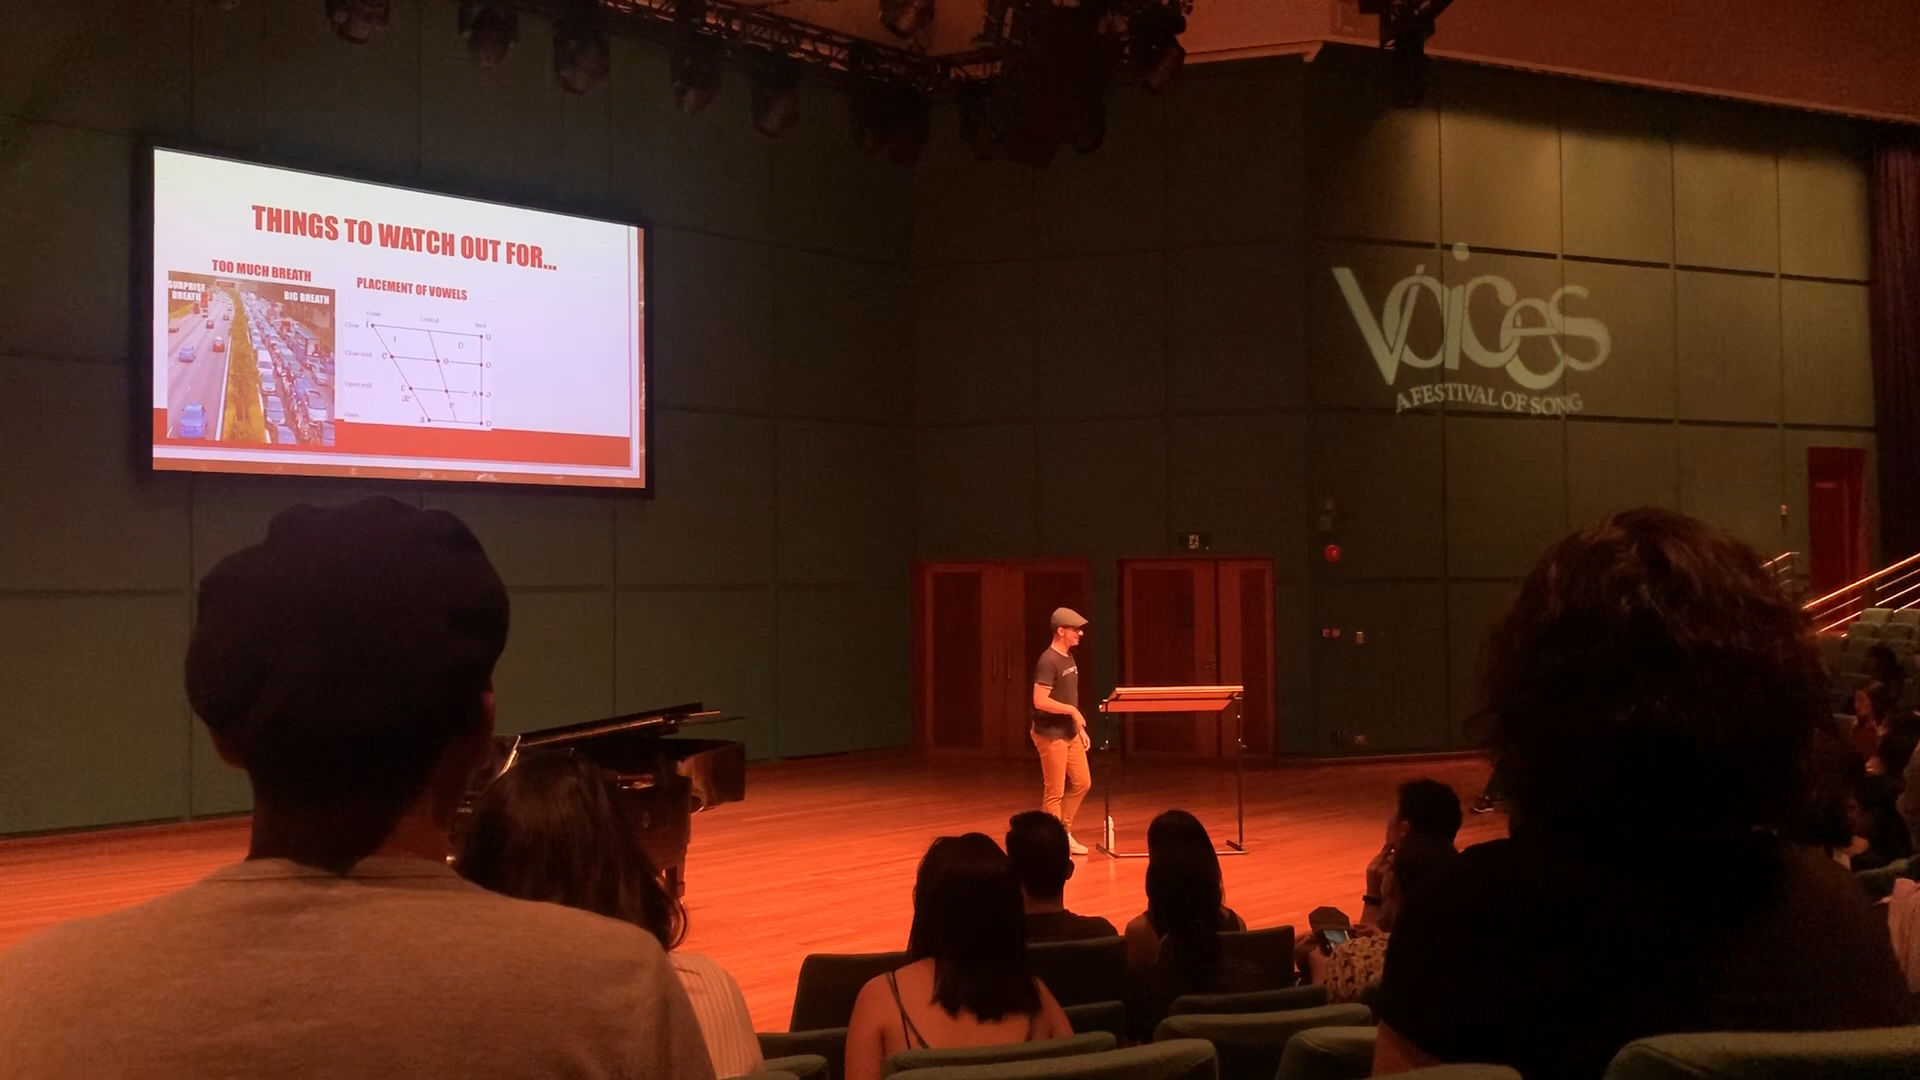 THINGS TO WATCH OUT FOR...
TOO MUCH BREATH
SURPRISE
BREATH
BIG BREATH
PLACEMENT OF VOWELS
Front
Central
Back
Close
Close-mid
Open-mid
Open
Voices
A FESTIVAL OF SONG